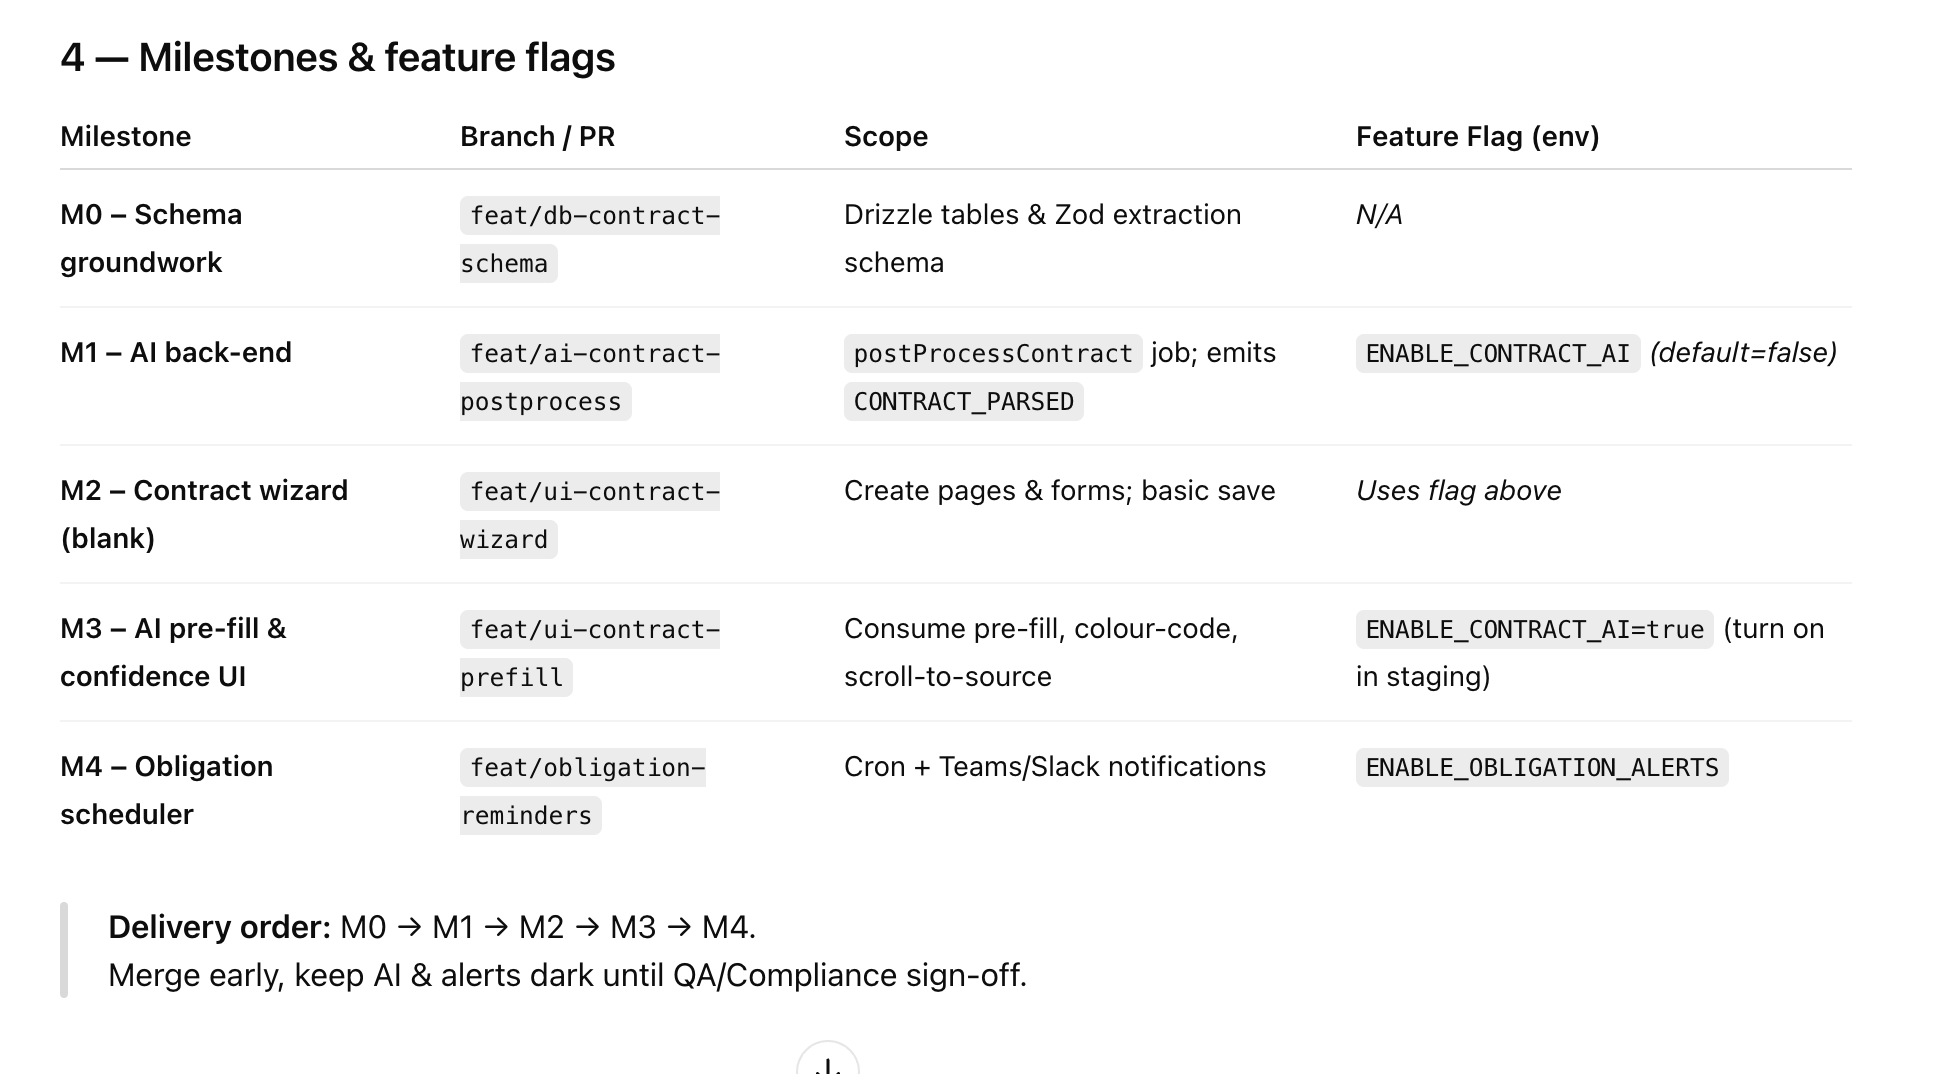 4 — Milestones & feature flags
Milestone Branch / PR Scope Feature Flag (env)
M0 – Schema groundwork feat/db-contract-schema Drizzle tables & Zod extraction schema N/A
M1 – AI back-end feat/ai-contract-postprocess postProcessContract job; emits CONTRACT_PARSED ENABLE_CONTRACT_AI (default=false)
M2 – Contract wizard (blank) feat/ui-contract-wizard Create pages & forms; basic save Uses flag above
M3 – AI pre-fill & confidence UI feat/ui-contract-prefill Consume pre-fill, colour-code, scroll-to-source ENABLE_CONTRACT_AI=true (turn on in staging)
M4 – Obligation scheduler feat/obligation-reminders Cron + Teams/Slack notifications ENABLE_OBLIGATION_ALERTS
Delivery order: M0 → M1 → M2 → M3 → M4.
Merge early, keep AI & alerts dark until QA/Compliance sign-off.